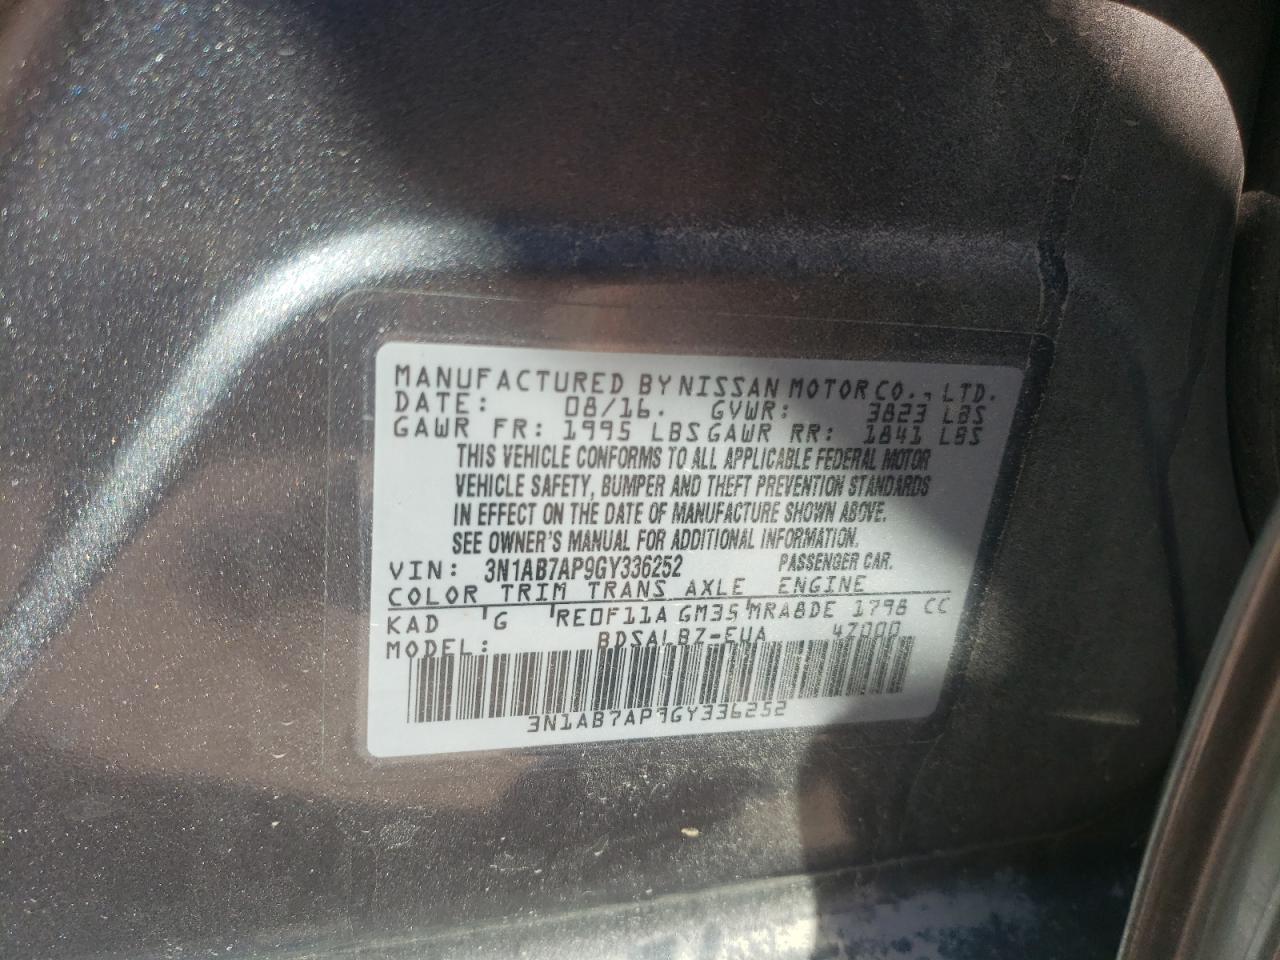 MANUFACTURED BY NISSAN MOTOR CO., LTD.
DATE: 08/16. GVWR: 3823 LBS
GAWR FR: 1995 LBS GAWR RR: 1841 LBS
THIS VEHICLE CONFORMS TO ALL APPLICABLE FEDERAL MOTOR
VEHICLE SAFETY, BUMPER AND THEFT PREVENTION STANDARDS
IN EFFECT ON THE DATE OF MANUFACTURE SHOWN ABOVE.
SEE OWNER'S MANUAL FOR ADDITIONAL INFORMATION.
VIN: 3N1AB7AP9GY336252 PASSENGER CAR.
COLOR TRIM TRANS AXLE ENGINE
KAD G RE0F11A GM35 MRA8DE 1798 CC
MODEL: BDSALBZ-EUA 4Z000
3N1AB7AP9GY336252